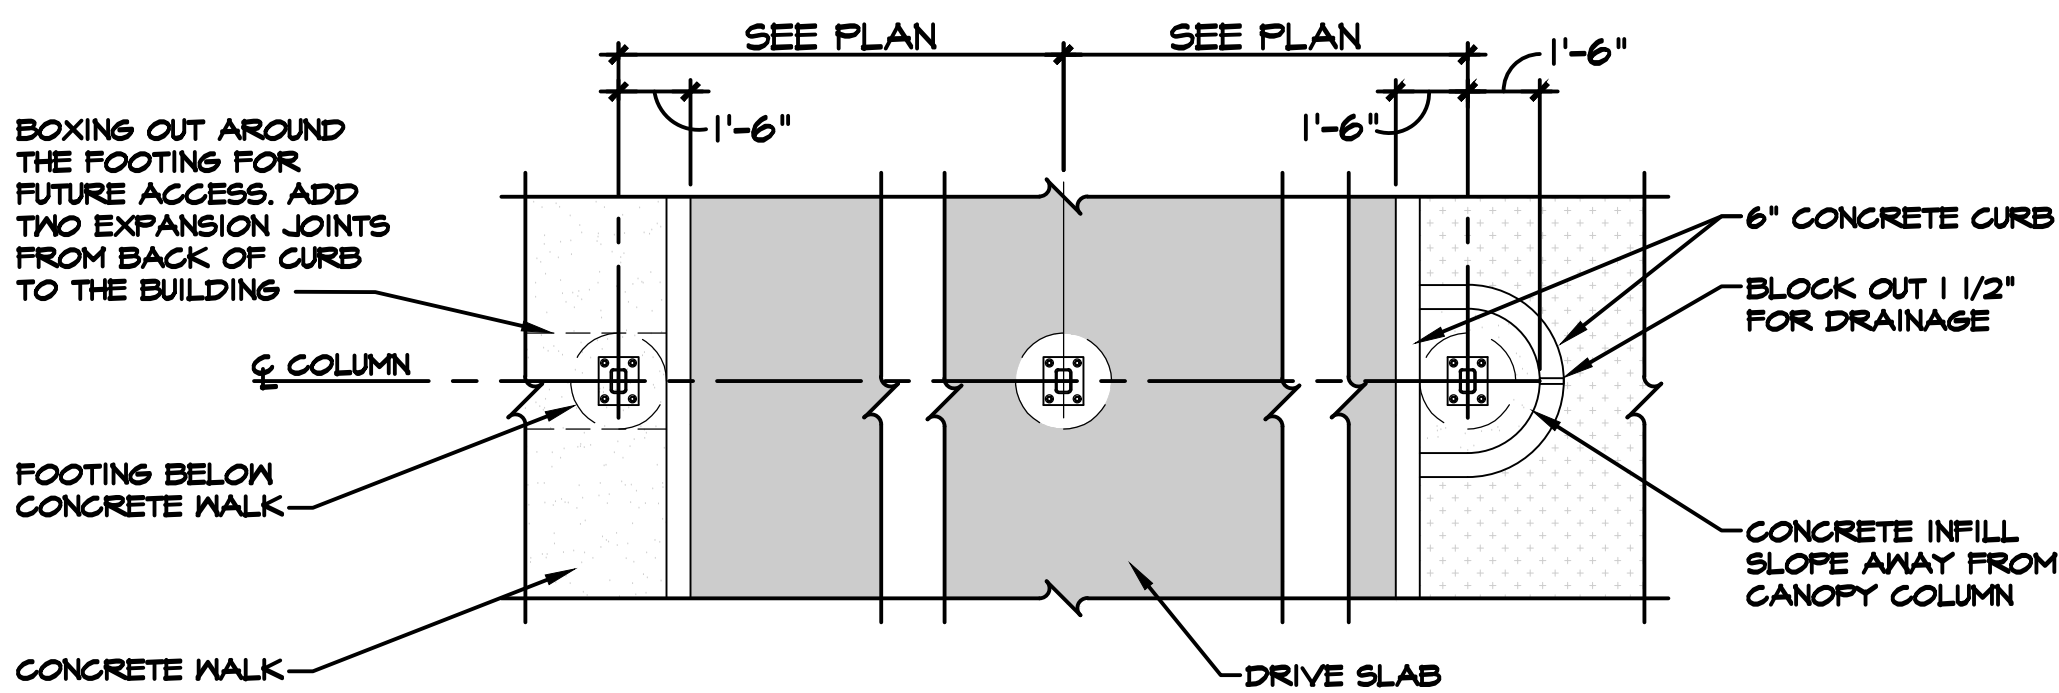 SEE PLAN
SEE PLAN
1'-6"
1'-6"
1'-6"
BOXING OUT AROUND
THE FOOTING FOR
FUTURE ACCESS. ADD
TWO EXPANSION JOINTS
FROM BACK OF CURB
TO THE BUILDING
℄ COLUMN
FOOTING BELOW
CONCRETE WALK
CONCRETE WALK
6" CONCRETE CURB
BLOCK OUT 1 1/2"
FOR DRAINAGE
CONCRETE INFILL
SLOPE AWAY FROM
CANOPY COLUMN
DRIVE SLAB